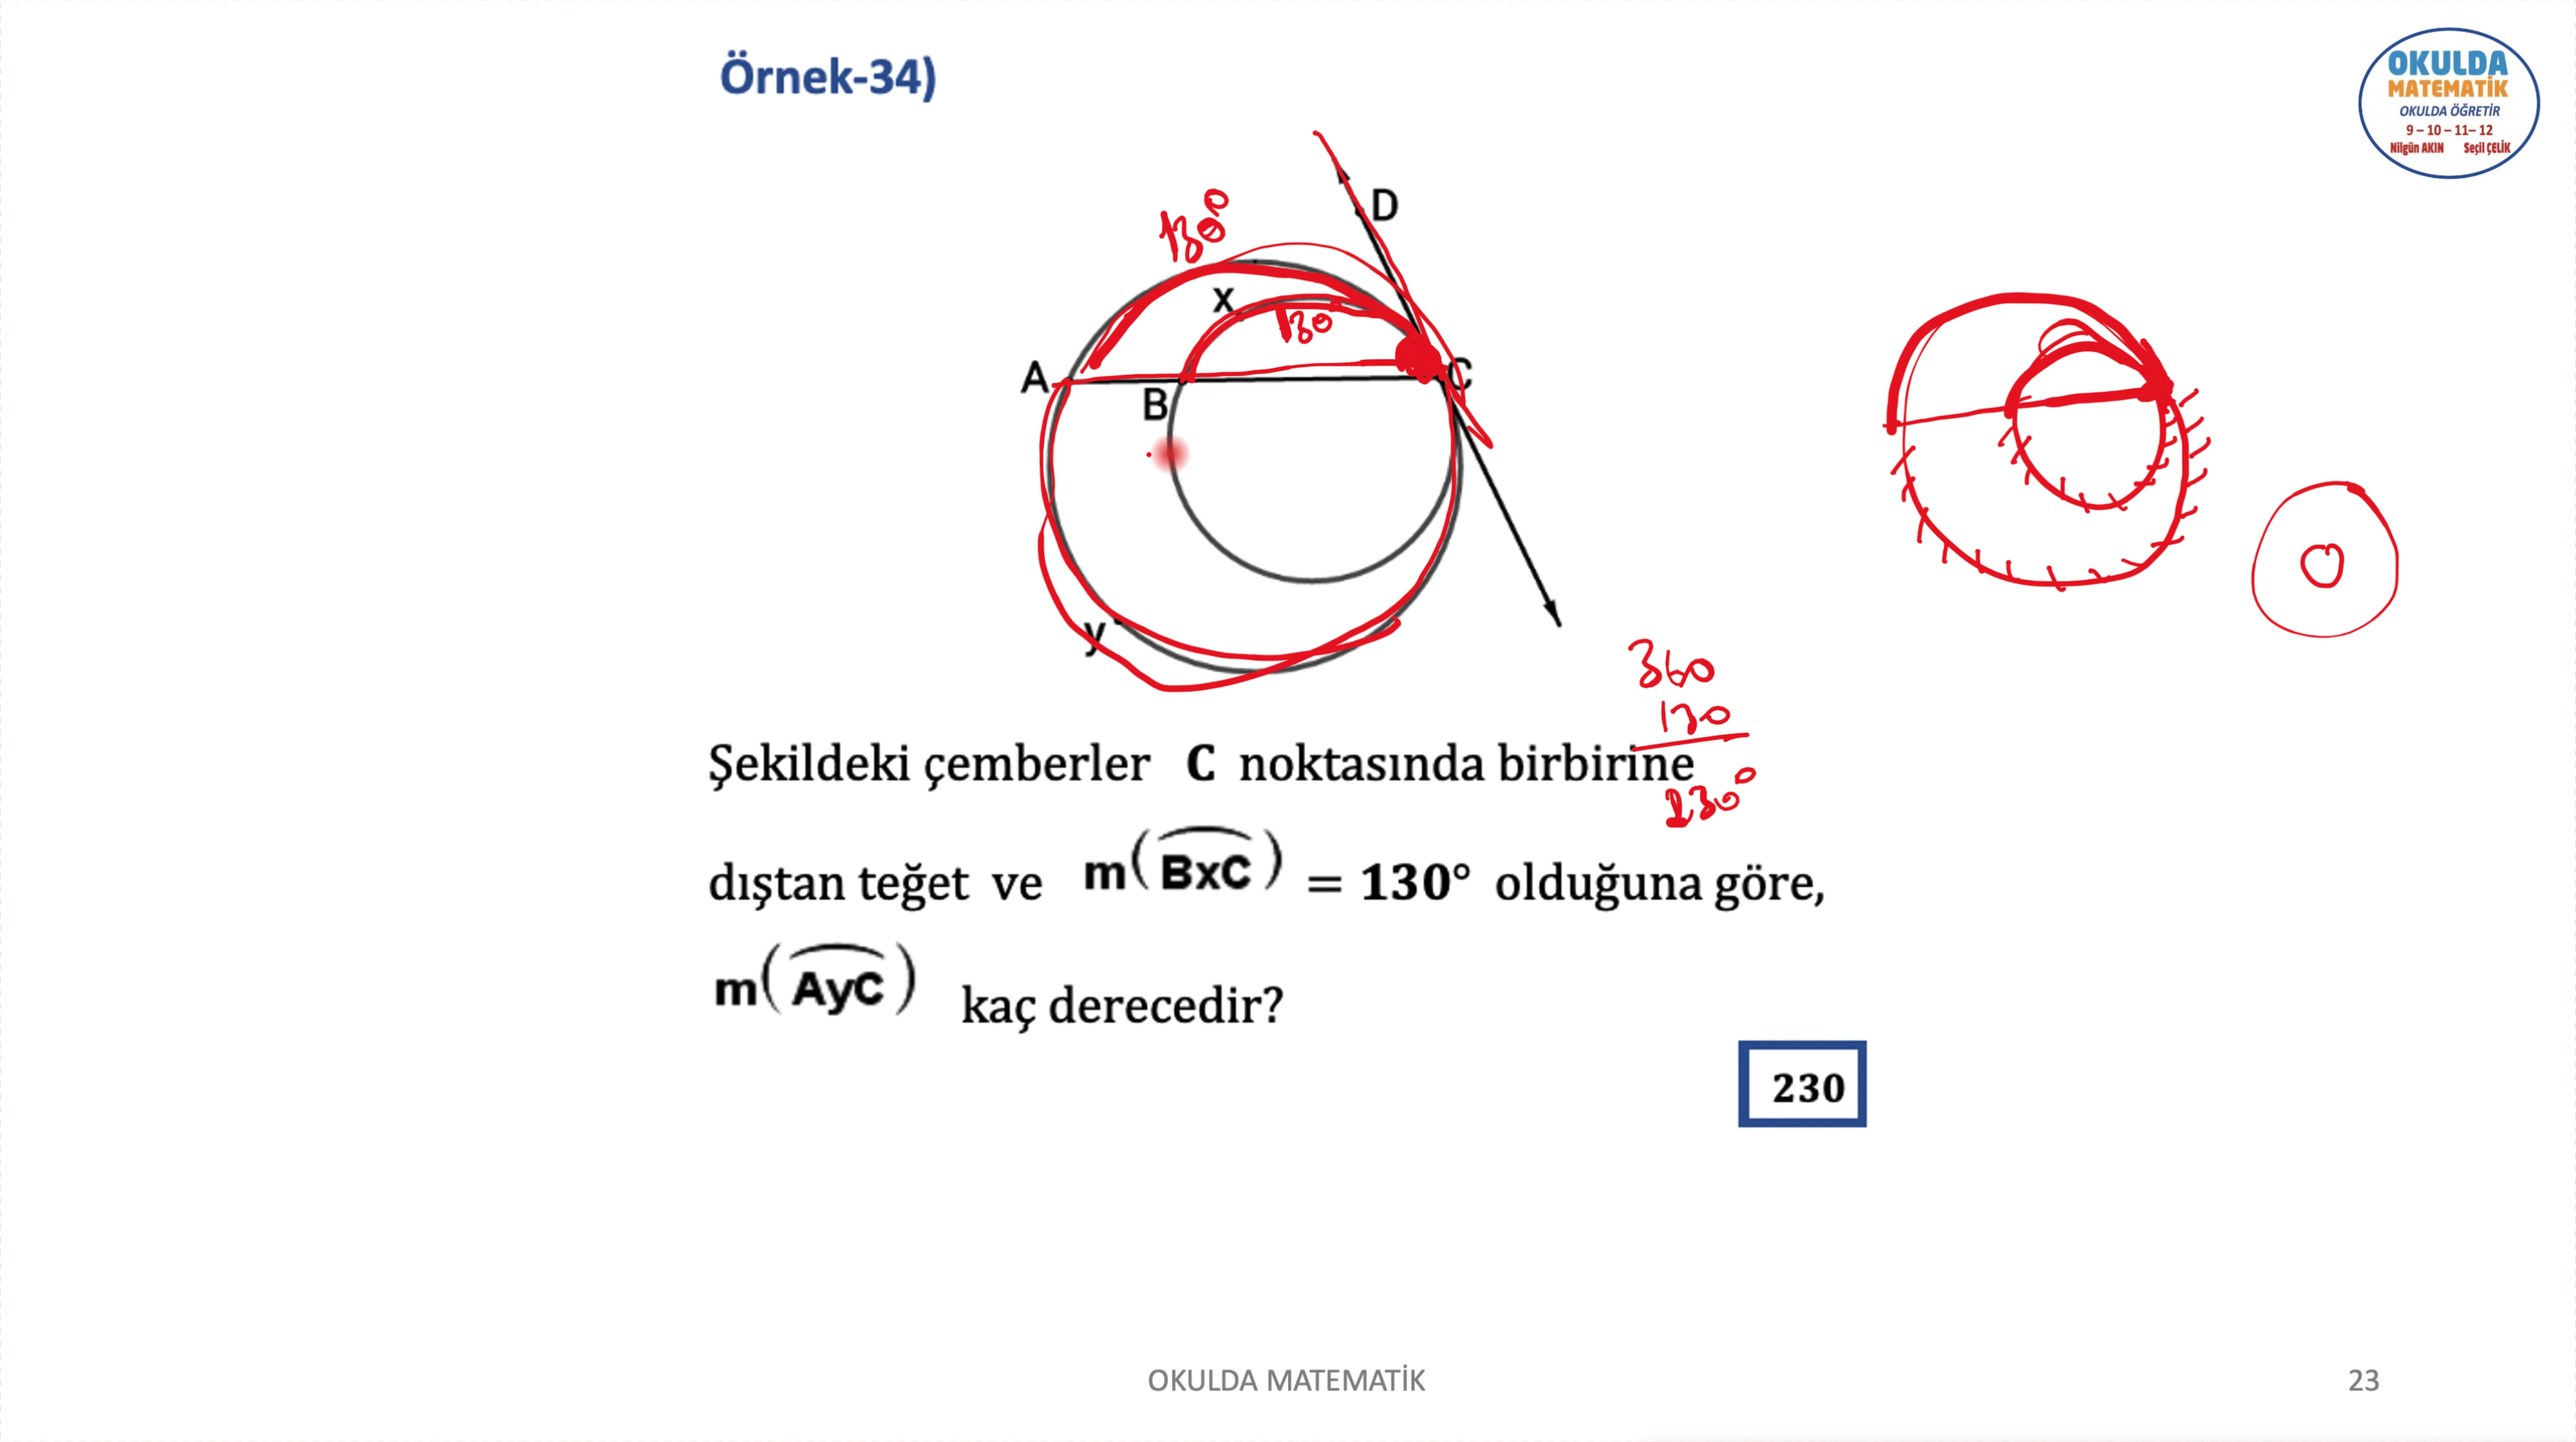 Örnek-34)
OKULDA
MATEMATİK
OKULDA ÖĞRETİR
9 – 10 – 11– 12
Nilgün AKIN Seçil ÇELİK
D
130°
x
130
A
B
C
y
360
130
230°
Şekildeki çemberler C noktasında birbirine
dıştan teğet ve m(BxC) = 130° olduğuna göre,
m(AyC) kaç derecedir?
230
OKULDA MATEMATİK
23